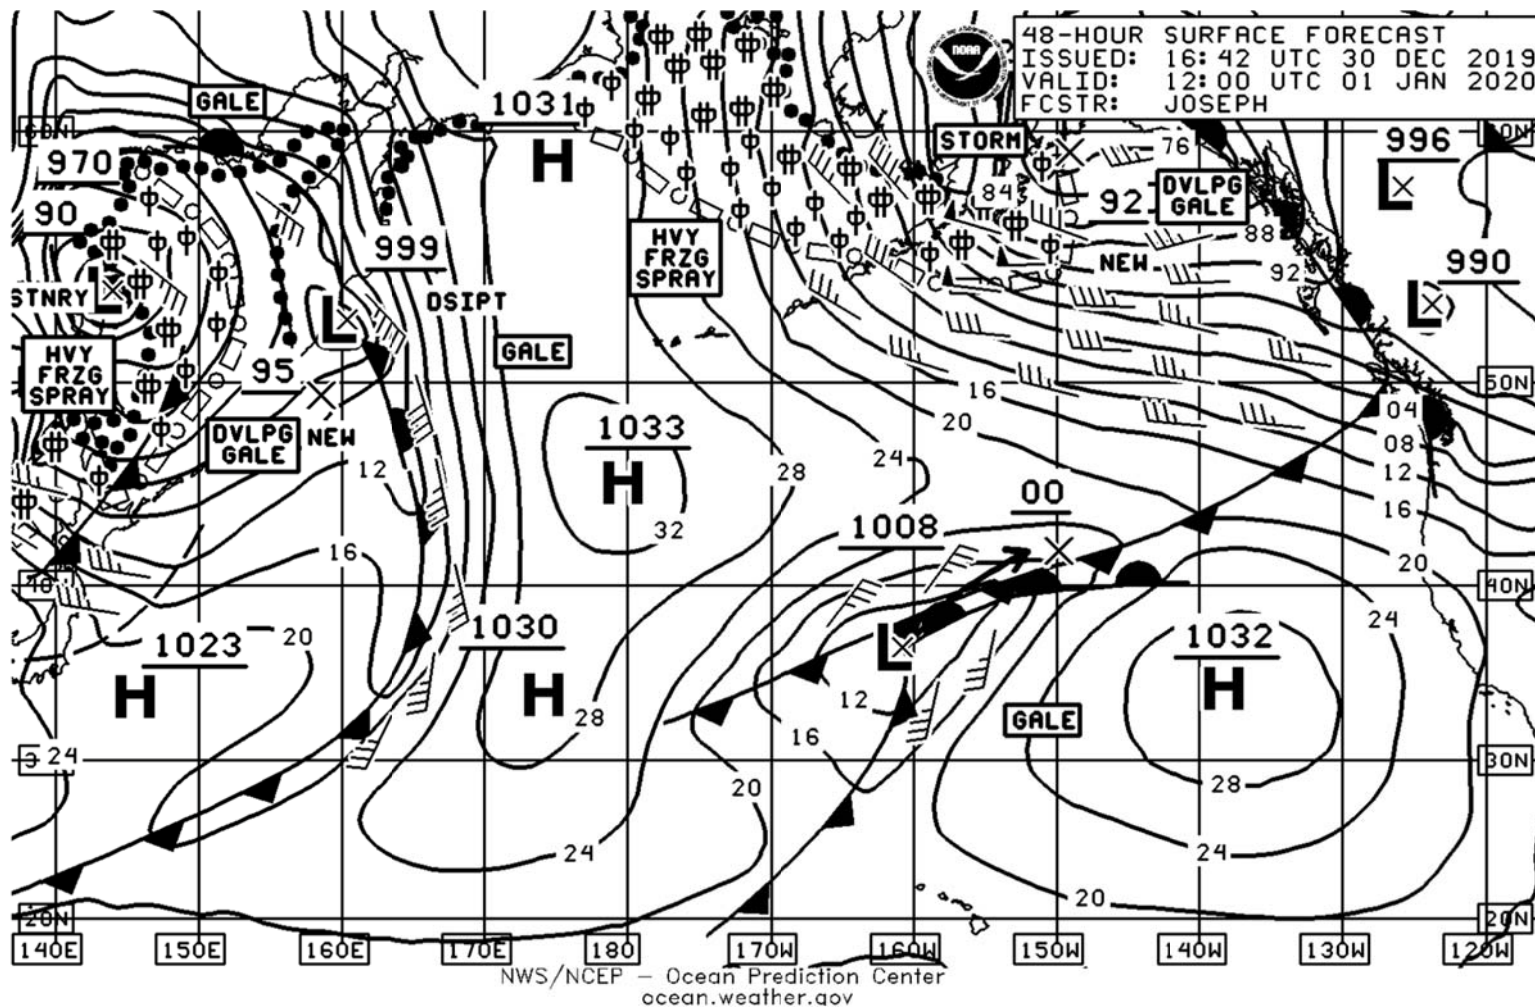 48-HOUR SURFACE FORECAST
ISSUED: 16:42 UTC 30 DEC 2019
VALID: 12:00 UTC 01 JAN 2020
FCSTR: JOSEPH
NOAA
GALE
1031
H
60N
STORM
76
996
L
970
84
92
DVLPG
GALE
90
999
HVY
FRZG
SPRAY
88
NEW
92
990
L
STNRY
L
L
DSIPT
GALE
HVY
FRZG
SPRAY
95
50N
16
20
04
08
12
16
DVLPG
GALE
NEW
12
1033
H
32
28
24
00
1008
16
20
40N
1023
H
20
1030
H
28
L
12
16
GALE
1032
H
24
28
24
30N
20
24
24
20
20N
20N
140E
150E
160E
170E
180
170W
160W
150W
140W
130W
120W
NWS/NCEP – Ocean Prediction Center
ocean.weather.gov